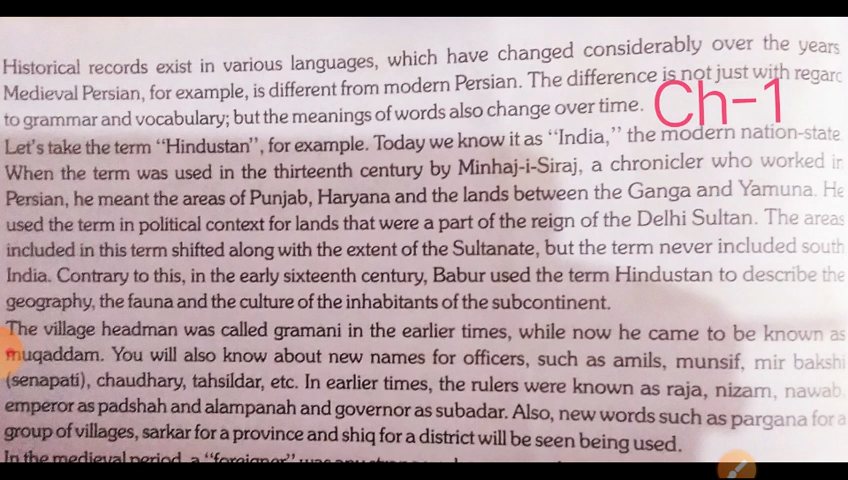 Historical records exist in various languages, which have changed considerably over the years
Medieval Persian, for example, is different from modern Persian. The difference is not just with regard
to grammar and vocabulary; but the meanings of words also change over time.
Ch-1
Let's take the term "Hindustan", for example. Today we know it as "India," the modern nation-state
When the term was used in the thirteenth century by Minhaj-i-Siraj, a chronicler who worked in
Persian, he meant the areas of Punjab, Haryana and the lands between the Ganga and Yamuna. He
used the term in political context for lands that were a part of the reign of the Delhi Sultan. The areas
included in this term shifted along with the extent of the Sultanate, but the term never included south
India. Contrary to this, in the early sixteenth century, Babur used the term Hindustan to describe the
geography, the fauna and the culture of the inhabitants of the subcontinent.
The village headman was called gramani in the earlier times, while now he came to be known as
muqaddam. You will also know about new names for officers, such as amils, munsif, mir bakshi
(senapati), chaudhary, tahsildar, etc. In earlier times, the rulers were known as raja, nizam, nawab,
emperor as padshah and alampanah and governor as subadar. Also, new words such as pargana for a
group of villages, sarkar for a province and shiq for a district will be seen being used.
In the medieval period, a "foreigner" was any